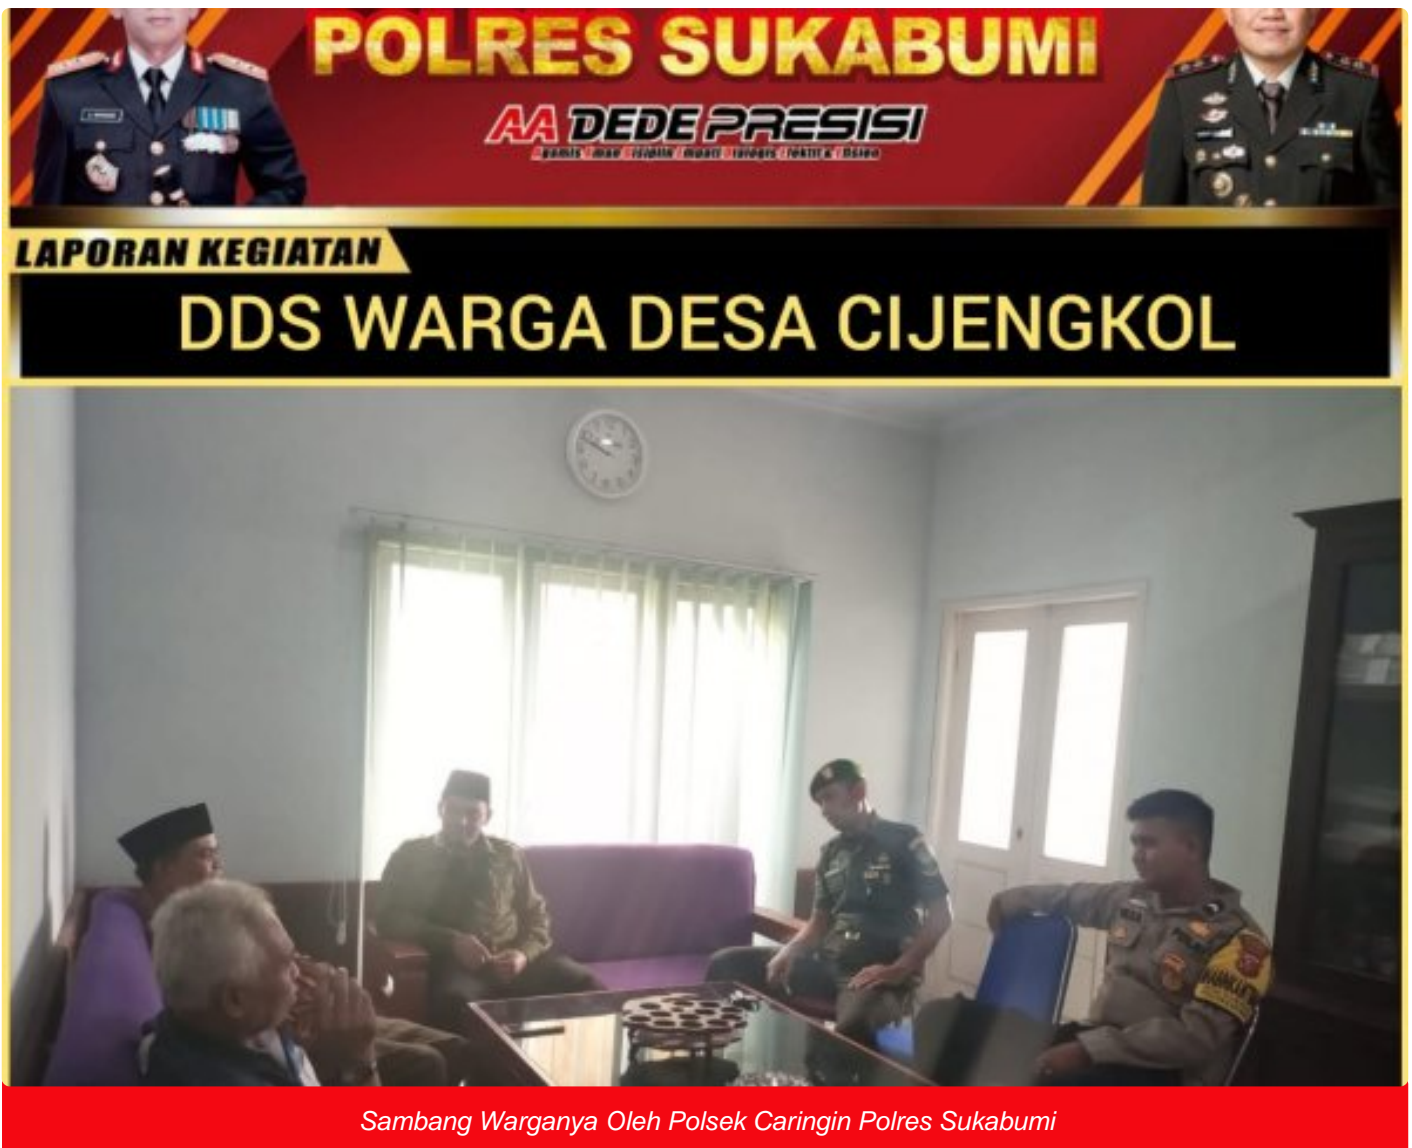 POLRES SUKABUMI
AA DEDE PRESISI
LAPORAN KEGIATAN
DDS WARGA DESA CIJENGKOL
Sambang Warganya Oleh Polsek Caringin Polres Sukabumi